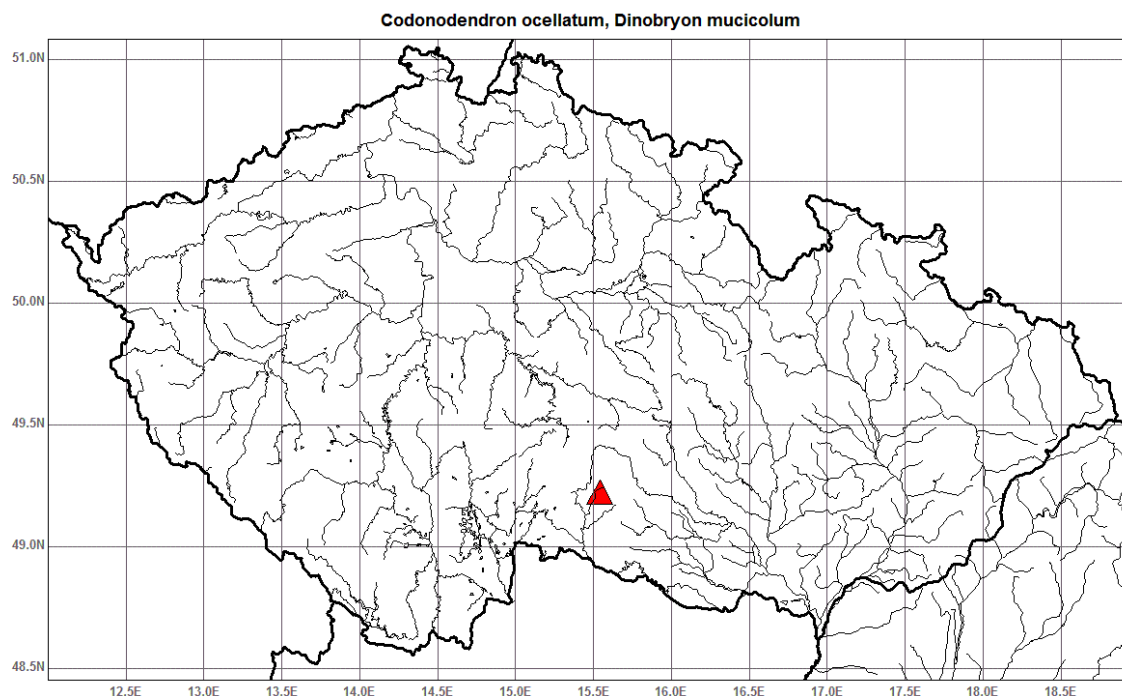 Codonodendron ocellatum, Dinobryon mucicolum
51.0N
50.5N
50.0N
49.5N
49.0N
48.5N
12.5E 13.0E 13.5E 14.0E 14.5E 15.0E 15.5E 16.0E 16.5E 17.0E 17.5E 18.0E 18.5E